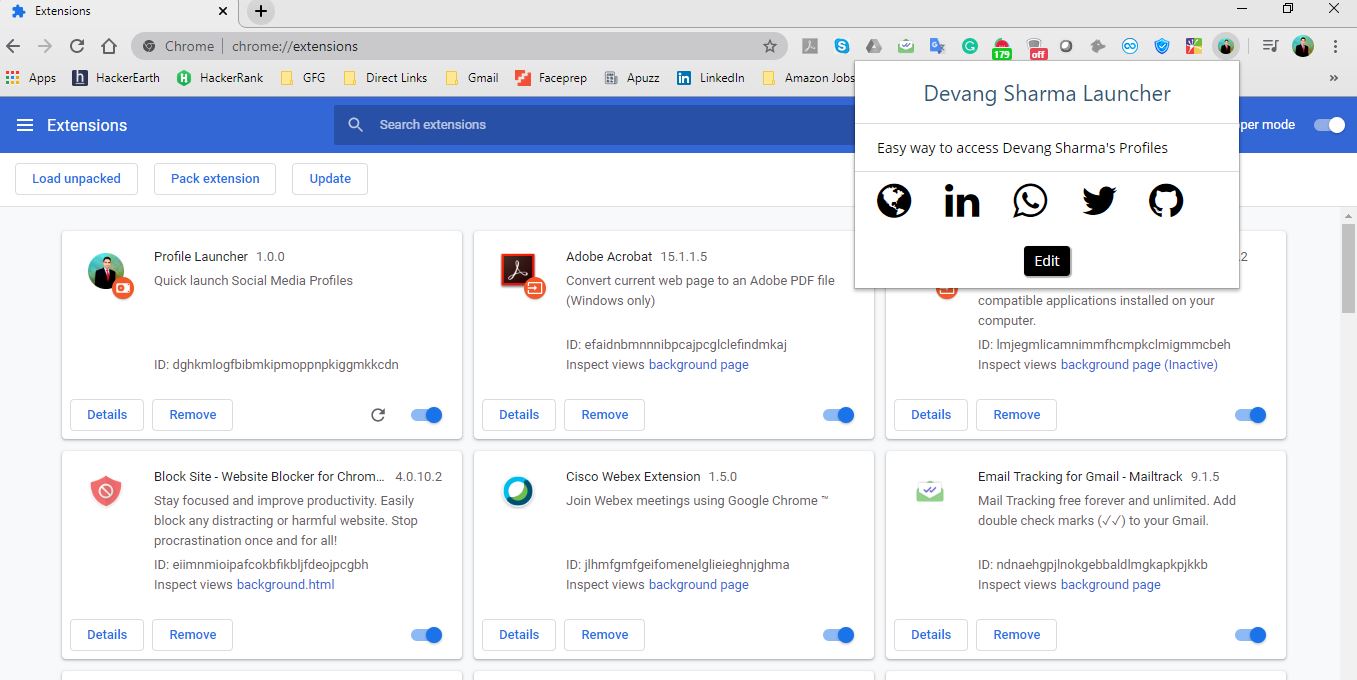 Extensions
Chrome | chrome://extensions
179
off
Apps HackerEarth HackerRank GFG Direct Links Gmail Faceprep Apuzz LinkedIn Amazon Jobs »
Devang Sharma Launcher
Easy way to access Devang Sharma's Profiles
Edit
Extensions
Search extensions
per mode
Load unpacked Pack extension Update
Profile Launcher 1.0.0
Quick launch Social Media Profiles
ID: dghkmlogfbibmkipmoppnpkiggmkkcdn
Details Remove
Adobe Acrobat 15.1.1.5
Convert current web page to an Adobe PDF file
(Windows only)
ID: efaidnbmnnnibpcajpcglclefindmkaj
Inspect views background page
Details Remove
2
compatible applications installed on your
computer.
ID: lmjegmlicamnimmfhcmpkclmigmmcbeh
Inspect views background page (Inactive)
Details Remove
Block Site - Website Blocker for Chrom... 4.0.10.2
Stay focused and improve productivity. Easily
block any distracting or harmful website. Stop
procrastination once and for all!
ID: eiimnmioipafcokbfikbljfdeojpcgbh
Inspect views background.html
Details Remove
Cisco Webex Extension 1.5.0
Join Webex meetings using Google Chrome ™
ID: jlhmfgmfgeifomenelglieieghnjghma
Inspect views background page
Details Remove
Email Tracking for Gmail - Mailtrack 9.1.5
Mail Tracking free forever and unlimited. Add
double check marks (✓✓) to your Gmail.
ID: ndnaehgpjlnokgebbaldlmgkapkpjkkb
Inspect views background page
Details Remove